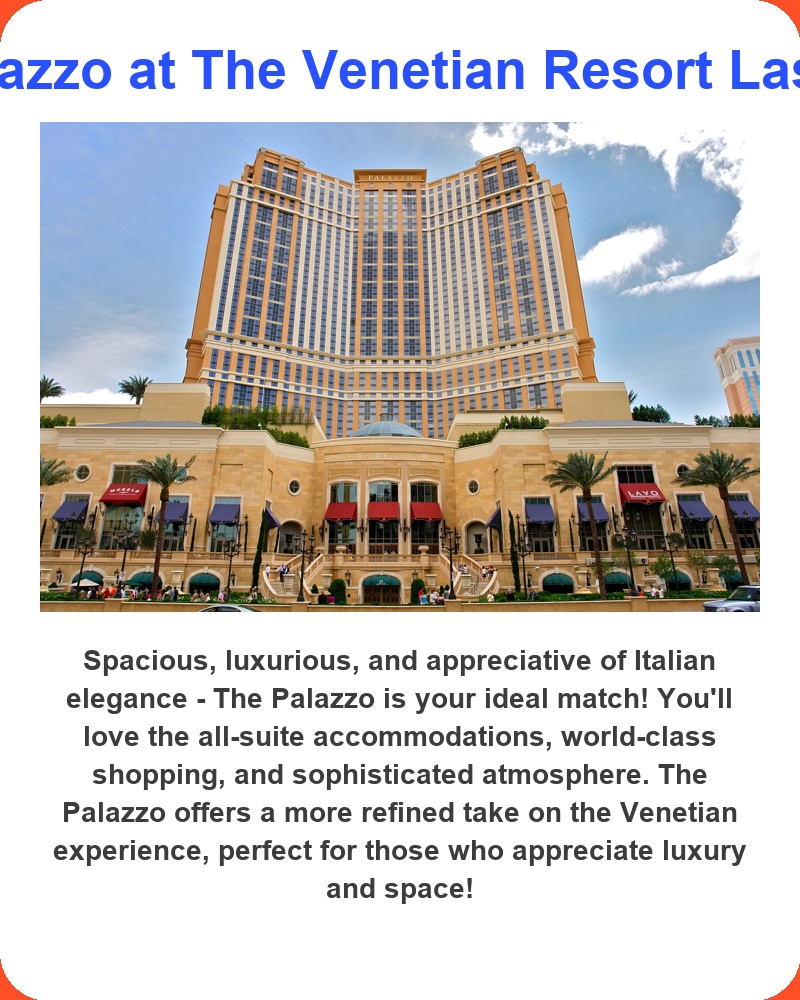 azzo at The Venetian Resort Las
PALAZZO
MORELS
LAVO
Spacious, luxurious, and appreciative of Italian
elegance - The Palazzo is your ideal match! You'll
love the all-suite accommodations, world-class
shopping, and sophisticated atmosphere. The
Palazzo offers a more refined take on the Venetian
experience, perfect for those who appreciate luxury
and space!